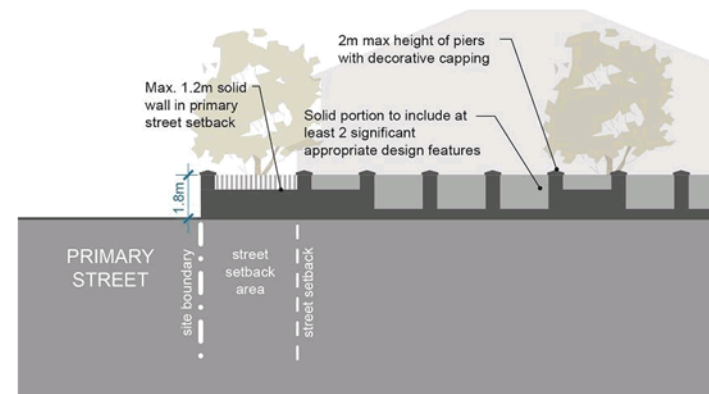 2m max height of piers
with decorative capping
Max. 1.2m solid
wall in primary
street setback
Solid portion to include at
least 2 significant
appropriate design features
1.8m
PRIMARY
STREET
site boundary
street
setback
area
street setback